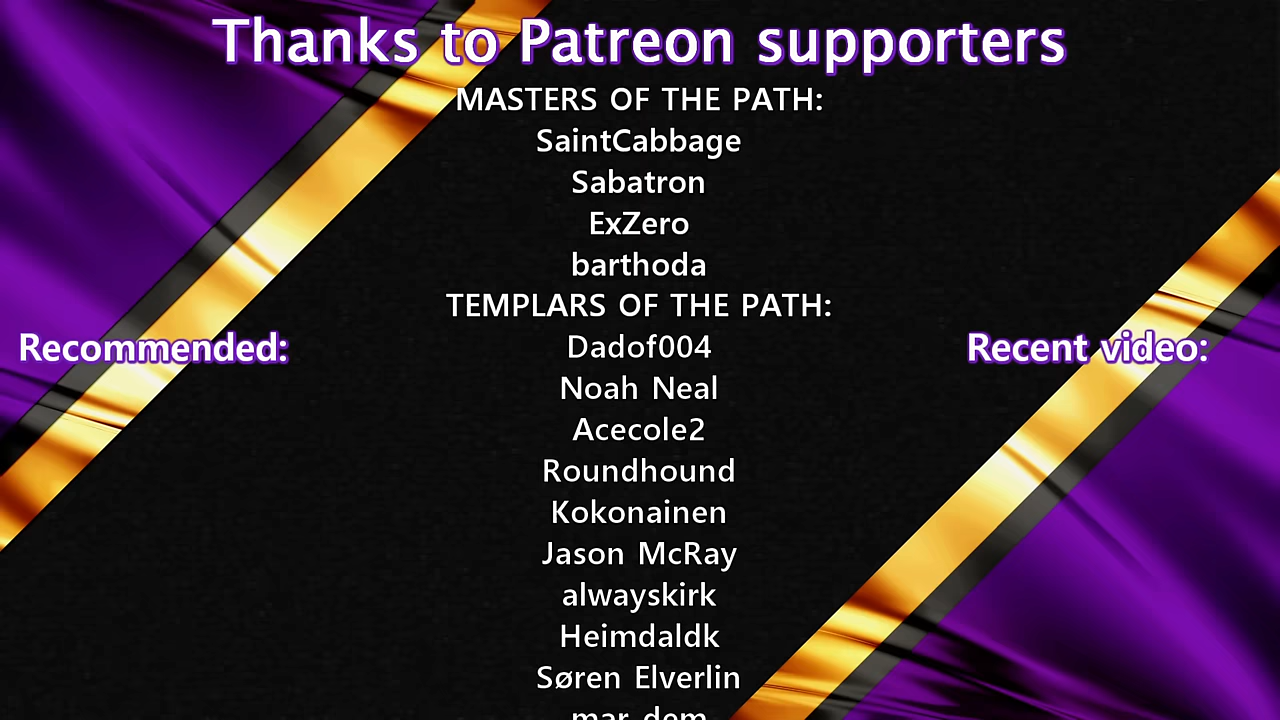 Thanks to Patreon supporters
MASTERS OF THE PATH:
SaintCabbage
Sabatron
ExZero
barthoda
TEMPLARS OF THE PATH:
Dadof004
Recommended:
Recent video:
Noah Neal
Acecole2
Roundhound
Kokonainen
Jason McRay
alwayskirk
Heimdaldk
Søren Elverlin